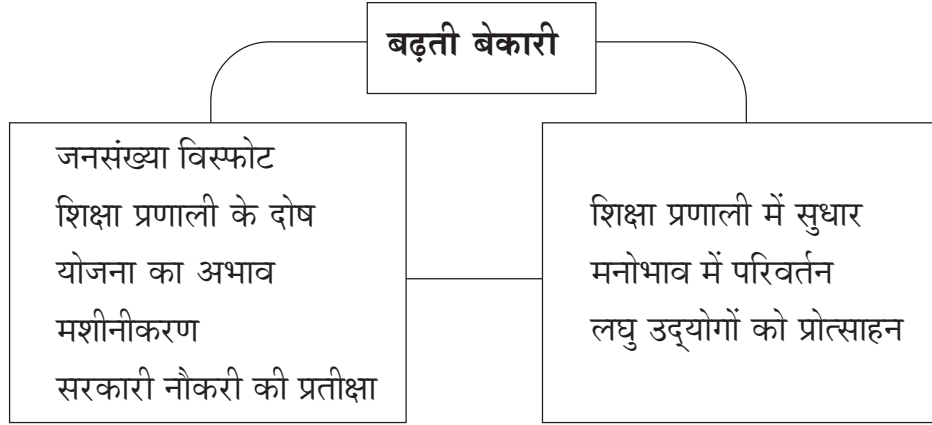 बढ़ती बेकारी
जनसंख्या विस्फोट
शिक्षा प्रणाली के दोष
योजना का अभाव
मशीनीकरण
सरकारी नौकरी की प्रतीक्षा
शिक्षा प्रणाली में सुधार
मनोभाव में परिवर्तन
लघु उद्‌योगों को प्रोत्साहन